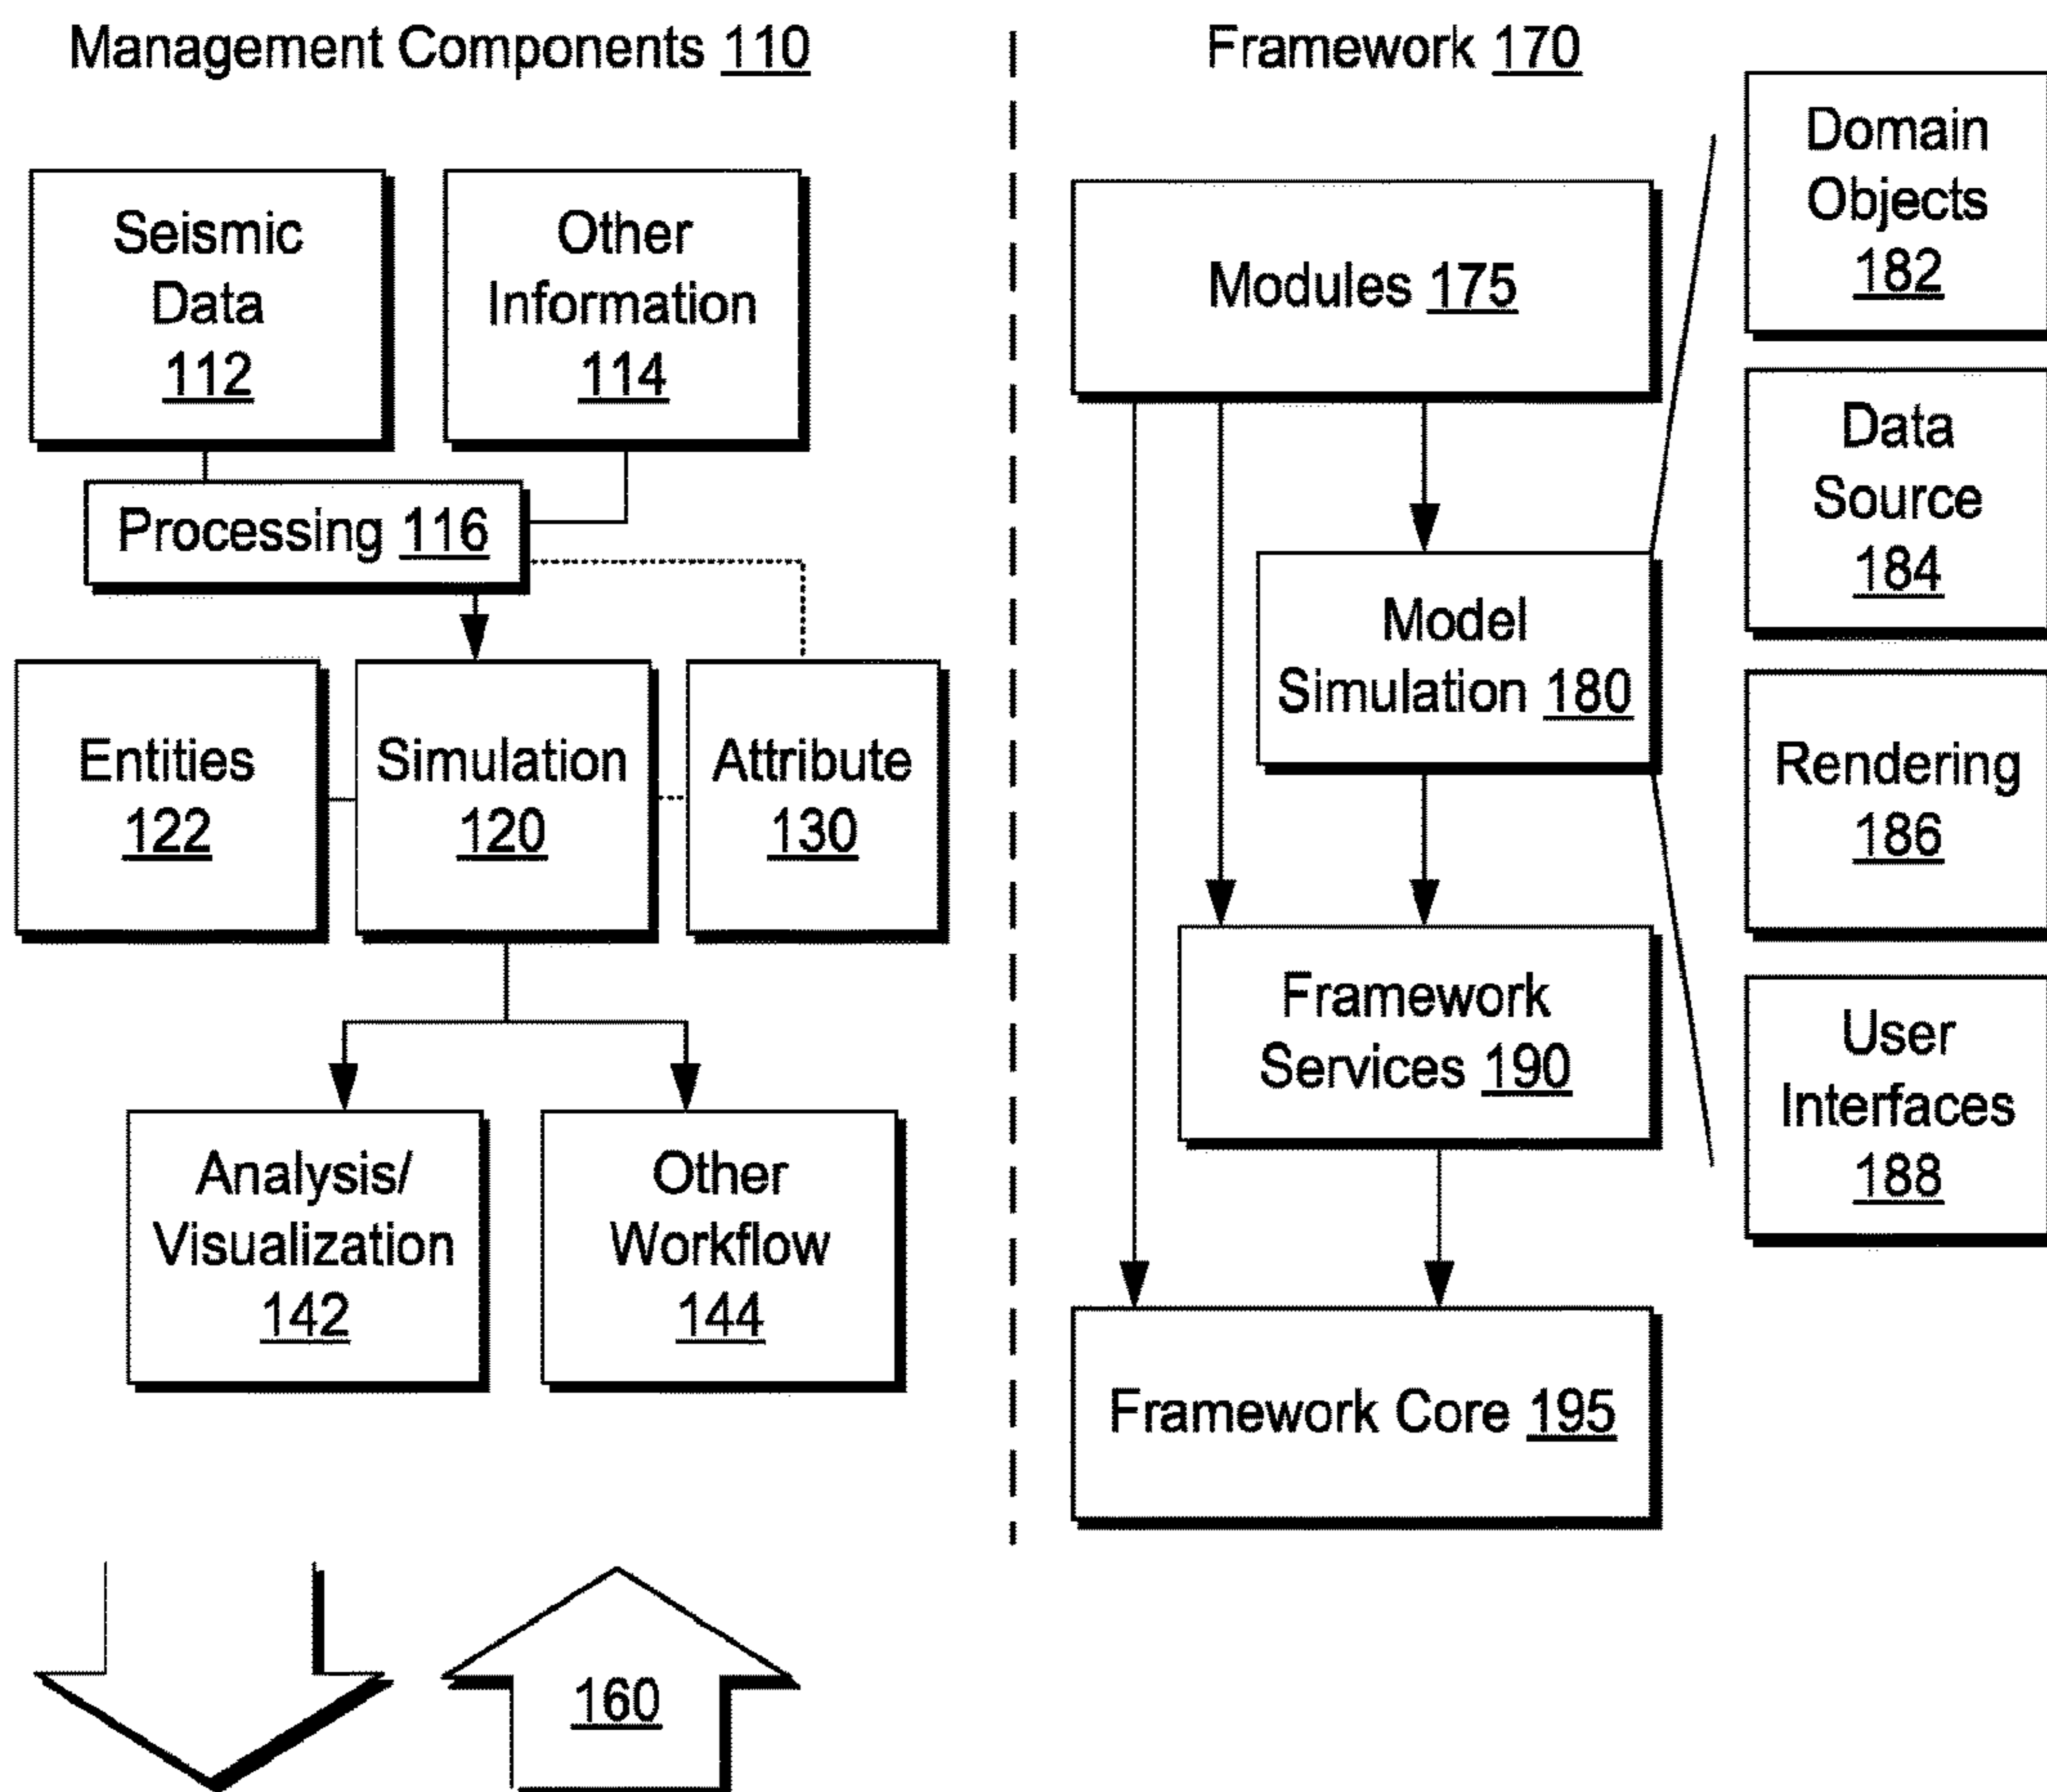 Management Components 110
Seismic
Data
112
Other
Information
114
Processing 116
Entities
122
Simulation
120
Attribute
130
Analysis/
Visualization
142
Other
Workflow
144
160
Framework 170
Modules 175
Model
Simulation 180
Framework
Services 190
Framework Core 195
Domain
Objects
182
Data
Source
184
Rendering
186
User
Interfaces
188